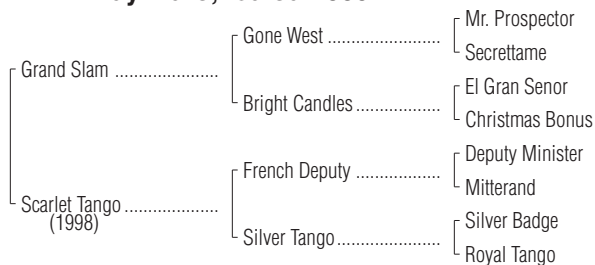 Mr. Prospector
Gone West ........................
Secrettame
Grand Slam ......................
El Gran Senor
Bright Candles ..................
Christmas Bonus
Deputy Minister
French Deputy ..................
Mitterand
Scarlet Tango ....................
(1998)
Silver Badge
Silver Tango ......................
Royal Tango